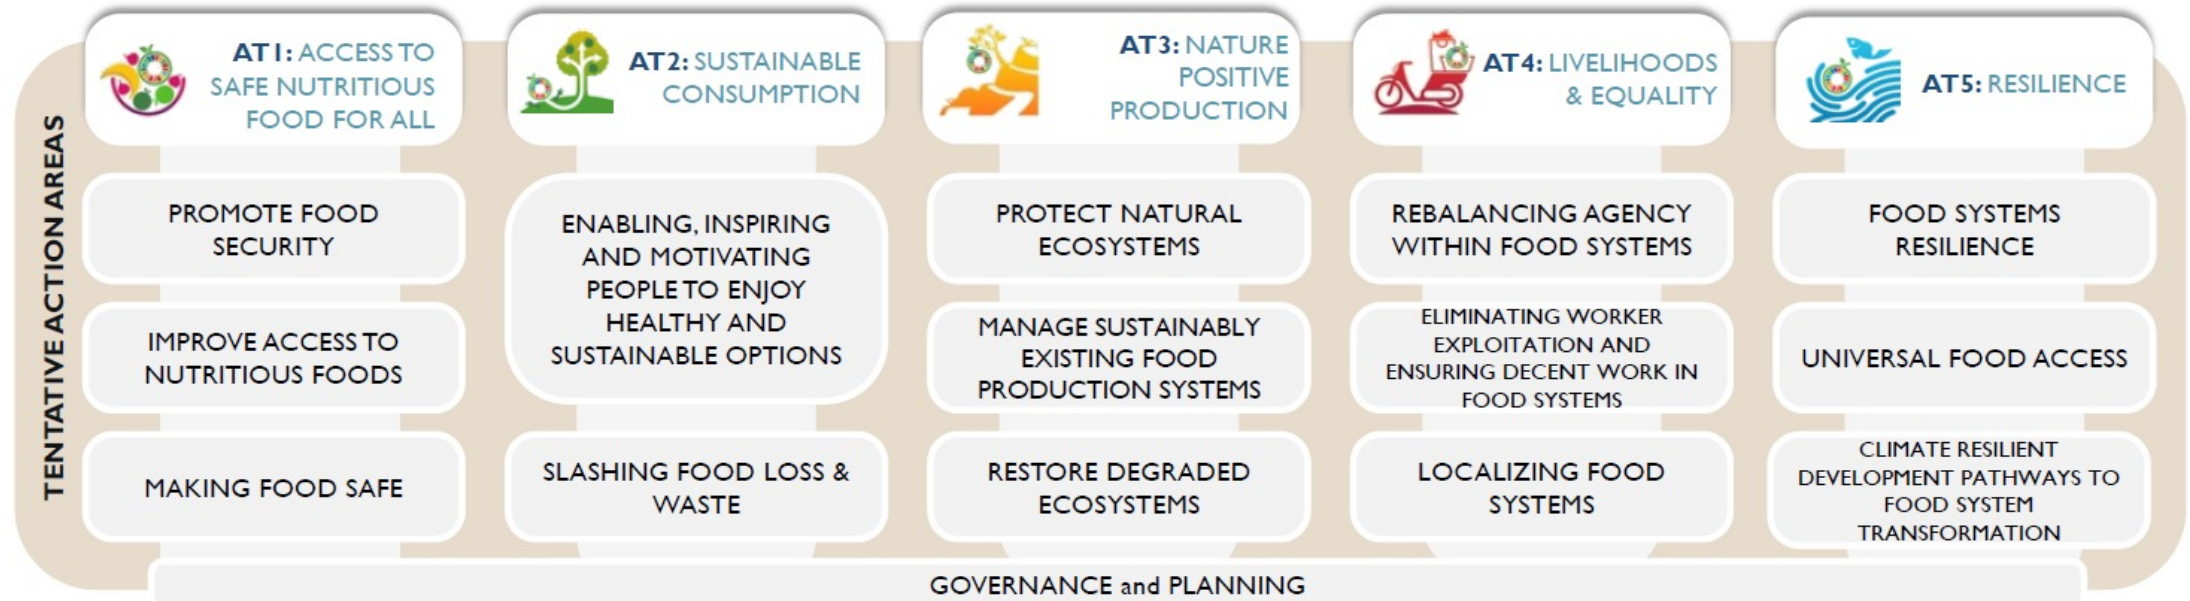 TENTATIVE ACTION AREAS
AT1: ACCESS TO
SAFE NUTRITIOUS
FOOD FOR ALL
PROMOTE FOOD
SECURITY
IMPROVE ACCESS TO
NUTRITIOUS FOODS
MAKING FOOD SAFE
AT2: SUSTAINABLE
CONSUMPTION
ENABLING, INSPIRING
AND MOTIVATING
PEOPLE TO ENJOY
HEALTHY AND
SUSTAINABLE OPTIONS
SLASHING FOOD LOSS &
WASTE
AT3: NATURE
POSITIVE
PRODUCTION
PROTECT NATURAL
ECOSYSTEMS
MANAGE SUSTAINABLY
EXISTING FOOD
PRODUCTION SYSTEMS
RESTORE DEGRADED
ECOSYSTEMS
AT4: LIVELIHOODS
& EQUALITY
REBALANCING AGENCY
WITHIN FOOD SYSTEMS
ELIMINATING WORKER
EXPLOITATION AND
ENSURING DECENT WORK IN
FOOD SYSTEMS
LOCALIZING FOOD
SYSTEMS
AT5: RESILIENCE
FOOD SYSTEMS
RESILIENCE
UNIVERSAL FOOD ACCESS
CLIMATE RESILIENT
DEVELOPMENT PATHWAYS TO
FOOD SYSTEM
TRANSFORMATION
GOVERNANCE and PLANNING